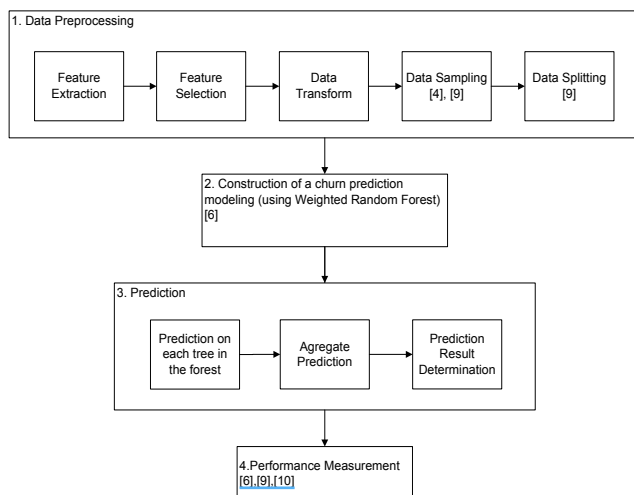 1. Data Preprocessing
Feature
Extraction
Feature
Selection
Data
Transform
Data Sampling
[4], [9]
Data Splitting
[9]
2. Construction of a churn prediction
modeling (using Weighted Random Forest)
[6]
3. Prediction
Prediction on
each tree in
the forest
Agregate
Prediction
Prediction
Result
Determination
4.Performance Measurement
[6],[9],[10]